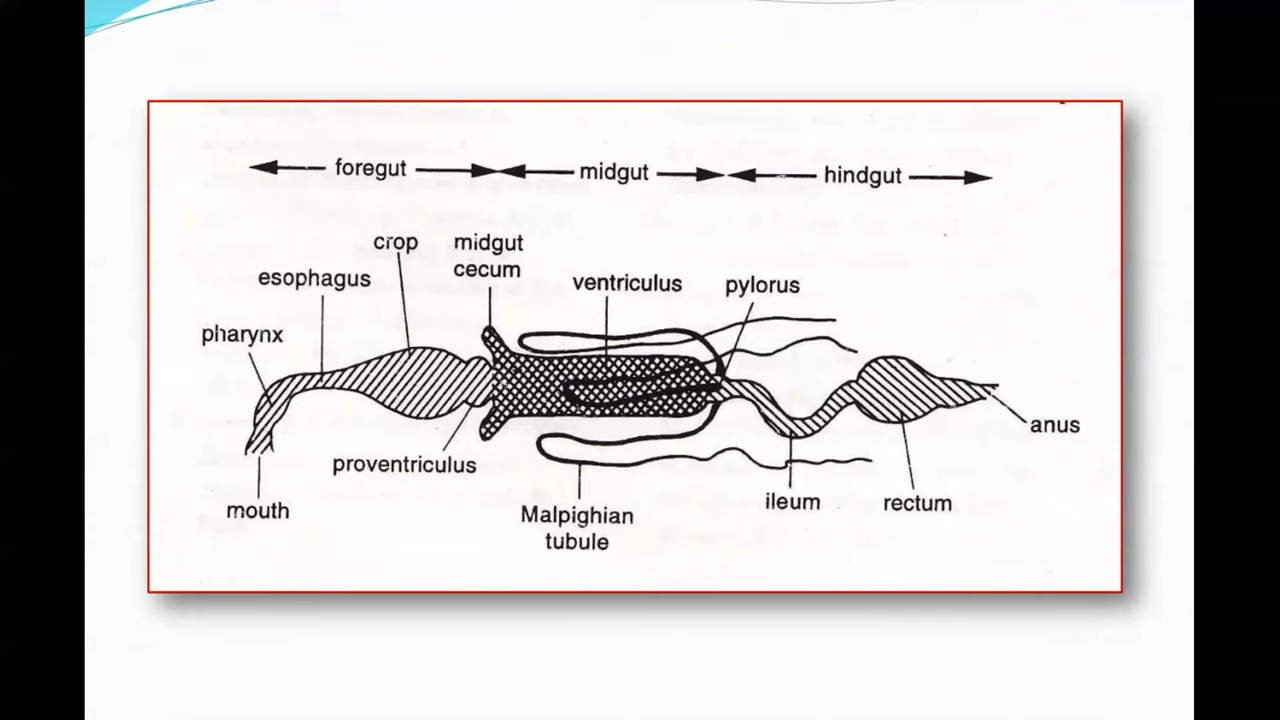 foregut
midgut
hindgut
crop
midgut
cecum
esophagus
ventriculus
pylorus
pharynx
anus
proventriculus
ileum
rectum
mouth
Malpighian
tubule